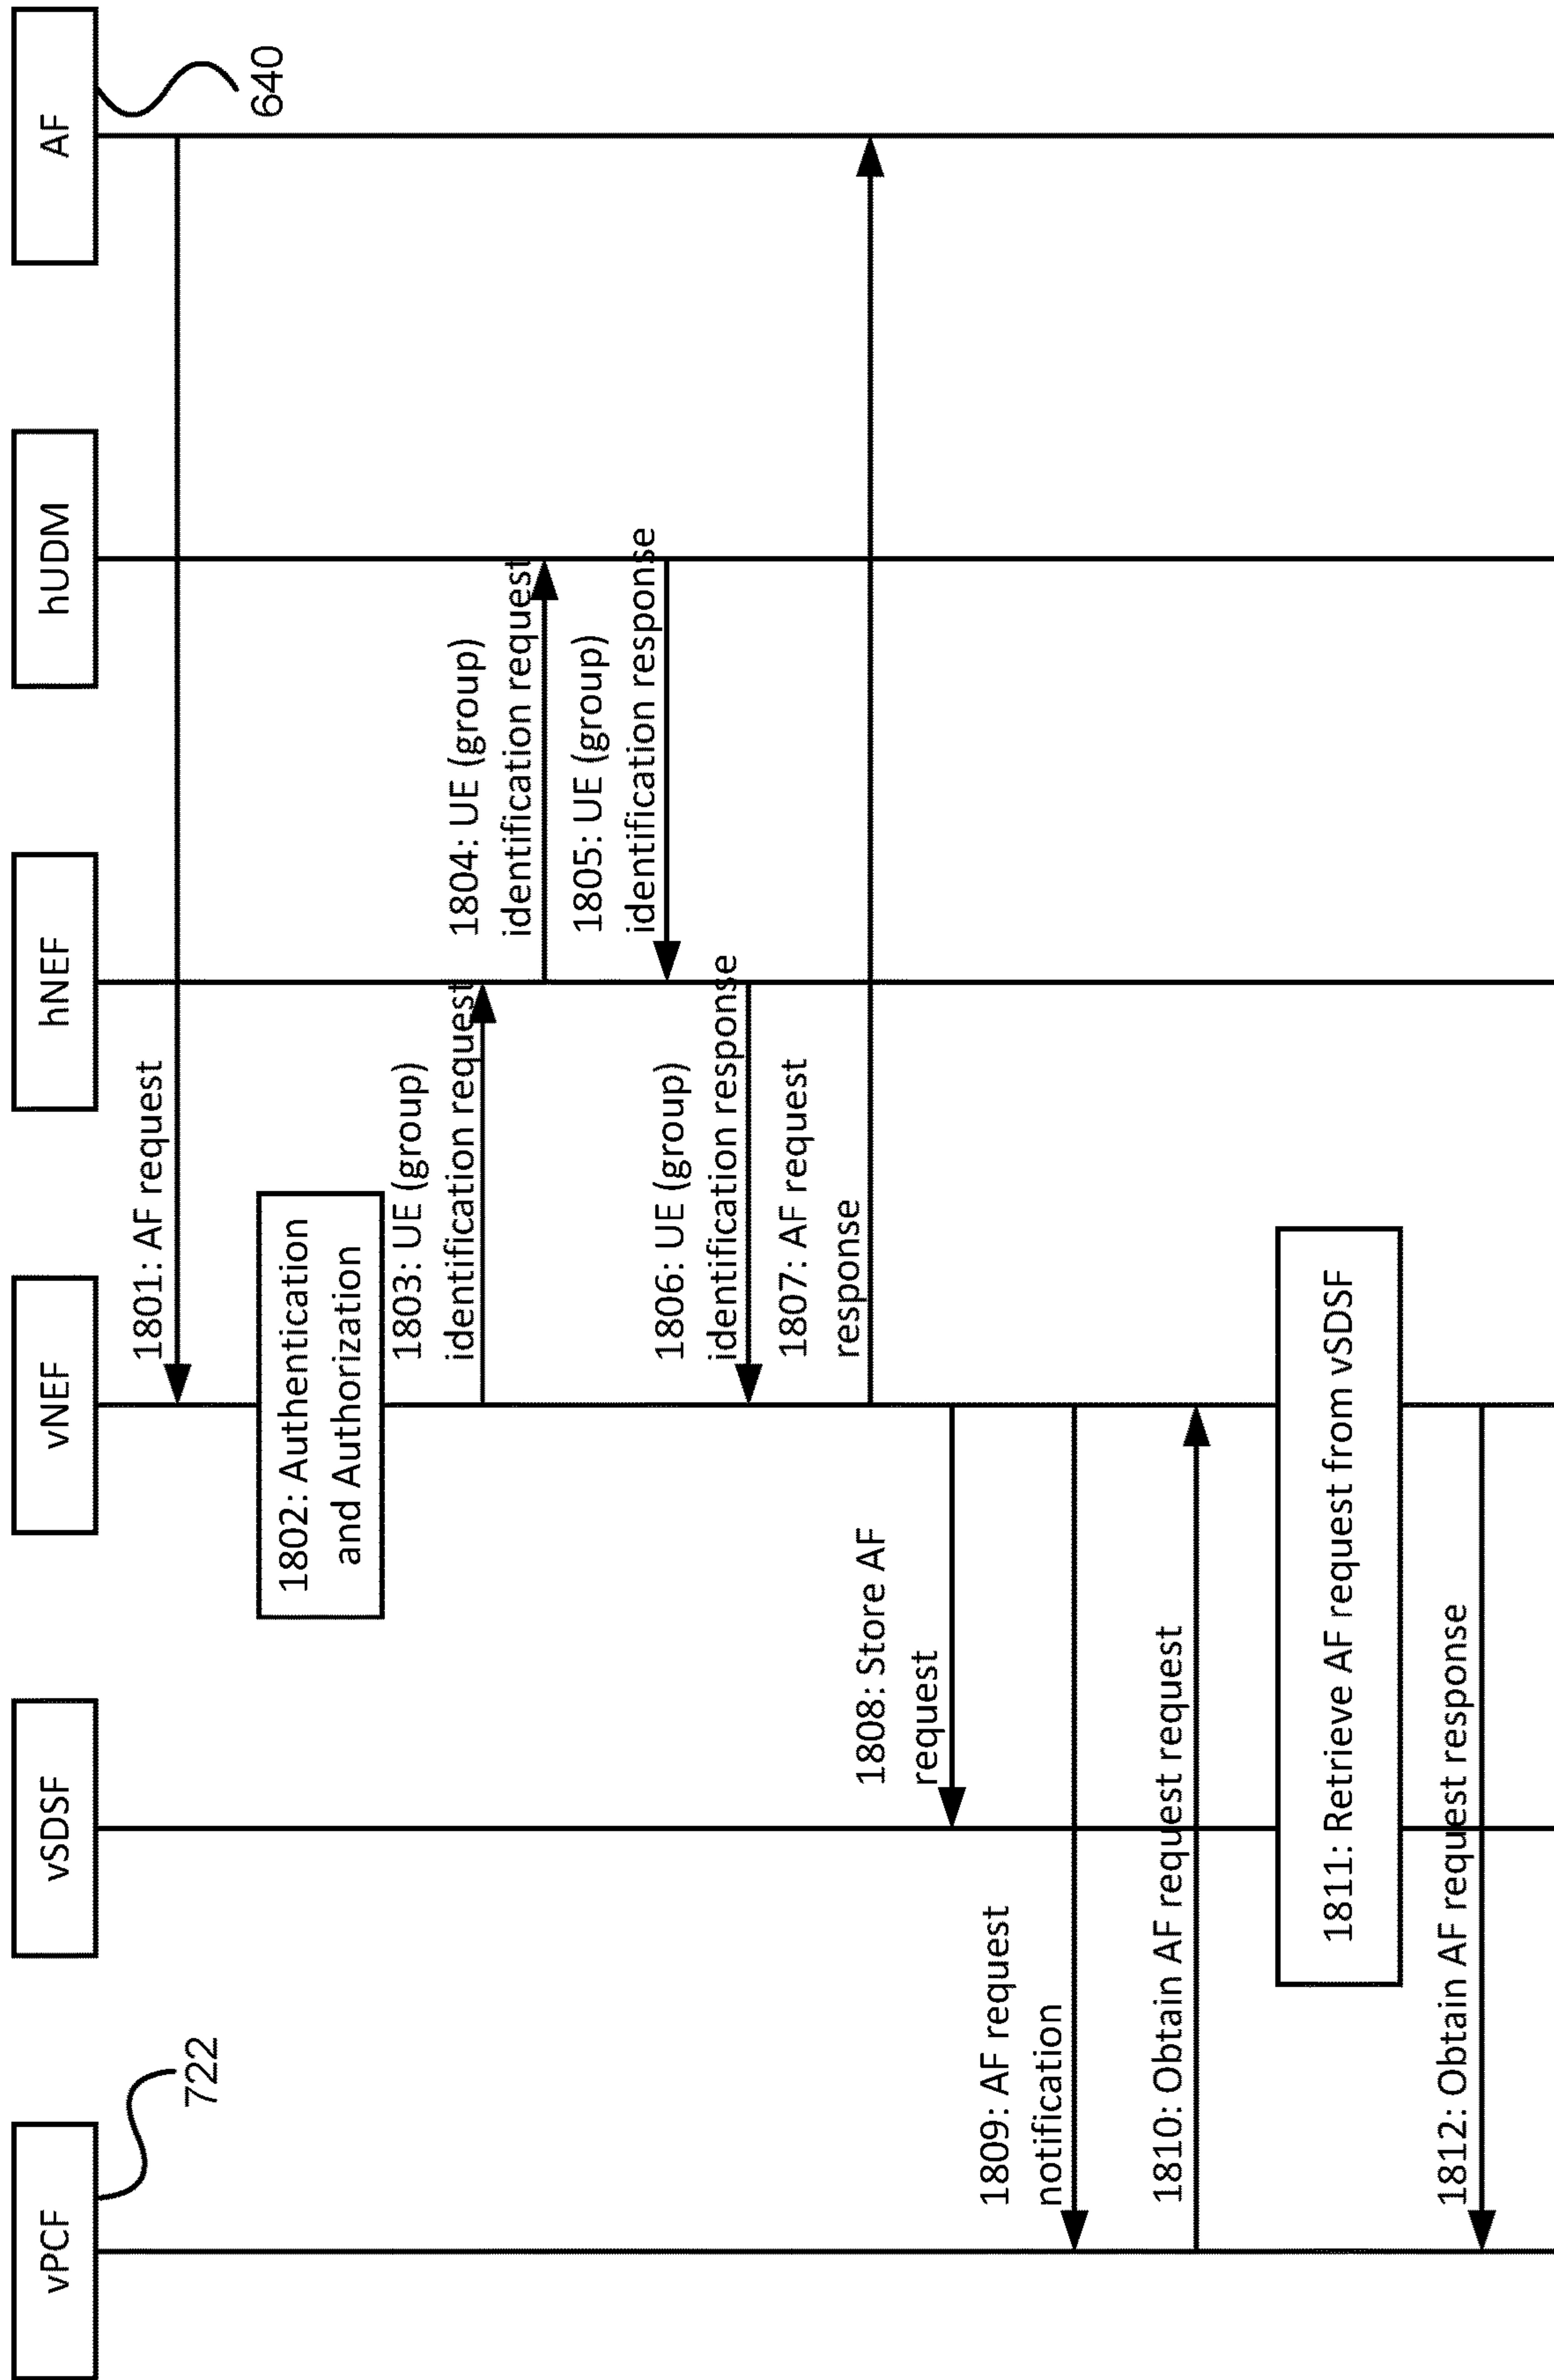 vPCF
vSDSF
vNEF
hNEF
hUDM
AF
722
640
1801: AF request
1802: Authentication
and Authorization
1803: UE (group)
identification request
1804: UE (group)
identification request
1805: UE (group)
identification response
1806: UE (group)
identification response
1807: AF request
response
1808: Store AF
request
1809: AF request
notification
1810: Obtain AF request request
1811: Retrieve AF request from vSDSF
1812: Obtain AF request response